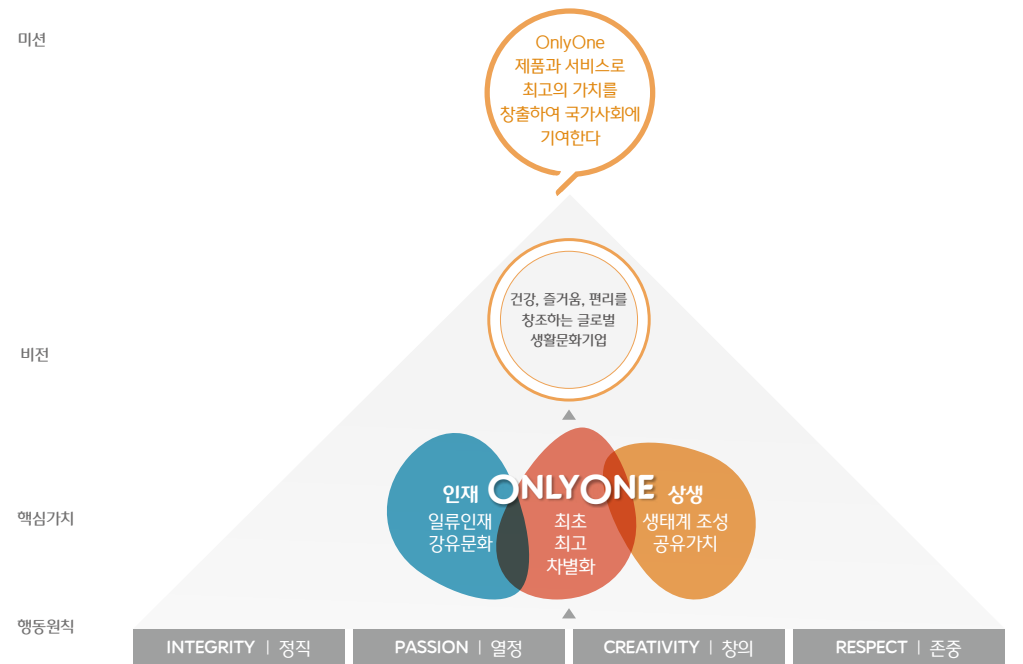 미션
OnlyOne
제품과 서비스로
최고의 가치를
창출하여 국가사회에
기여한다
비전
건강, 즐거움, 편리를
창조하는 글로벌
생활문화기업
핵심가치
인재
일류인재
강유문화
ONLYONE
최초
최고
차별화
상생
생태계 조성
공유가치
행동원칙
INTEGRITY | 정직
PASSION | 열정
CREATIVITY | 창의
RESPECT | 존중